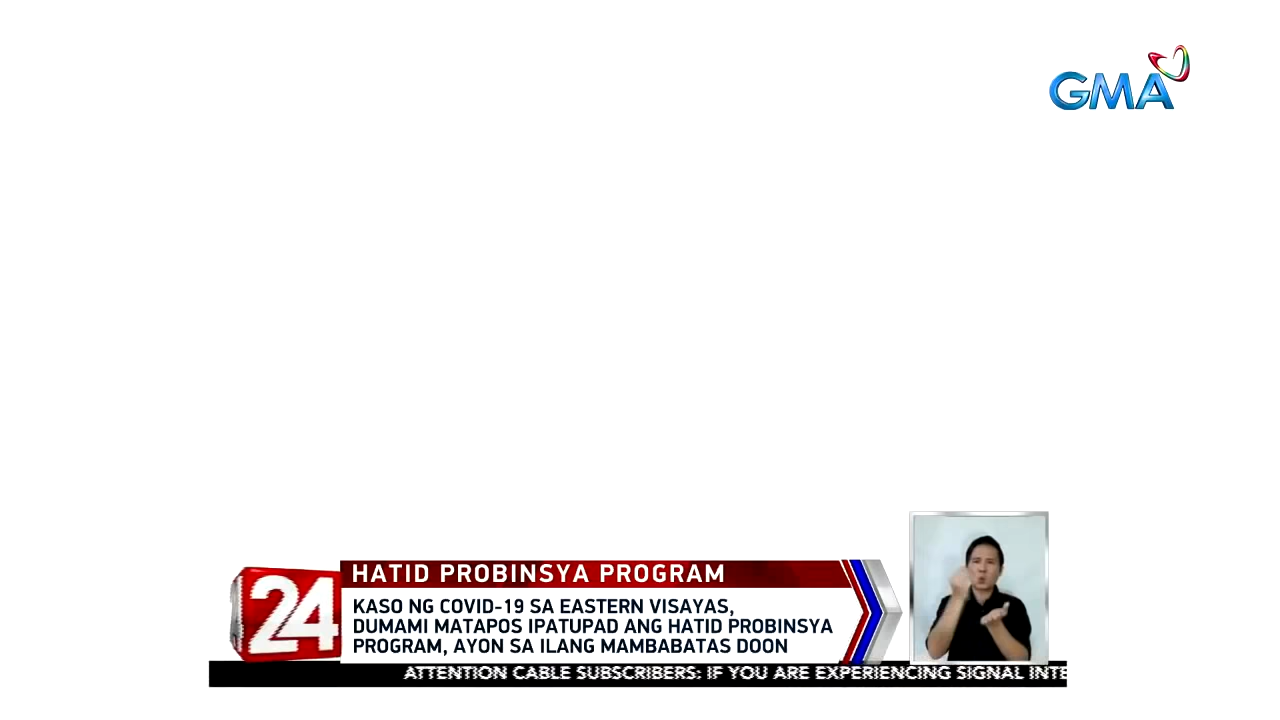 GMA
HATID PROBINSYA PROGRAM
24
KASO NG COVID-19 SA EASTERN VISAYAS,
DUMAMI MATAPOS IPATUPAD ANG HATID PROBINSYA
PROGRAM, AYON SA ILANG MAMBABATAS DOON
ATTENTION CABLE SUBSCRIBERS: IF YOU ARE EXPERIENCING SIGNAL INTE